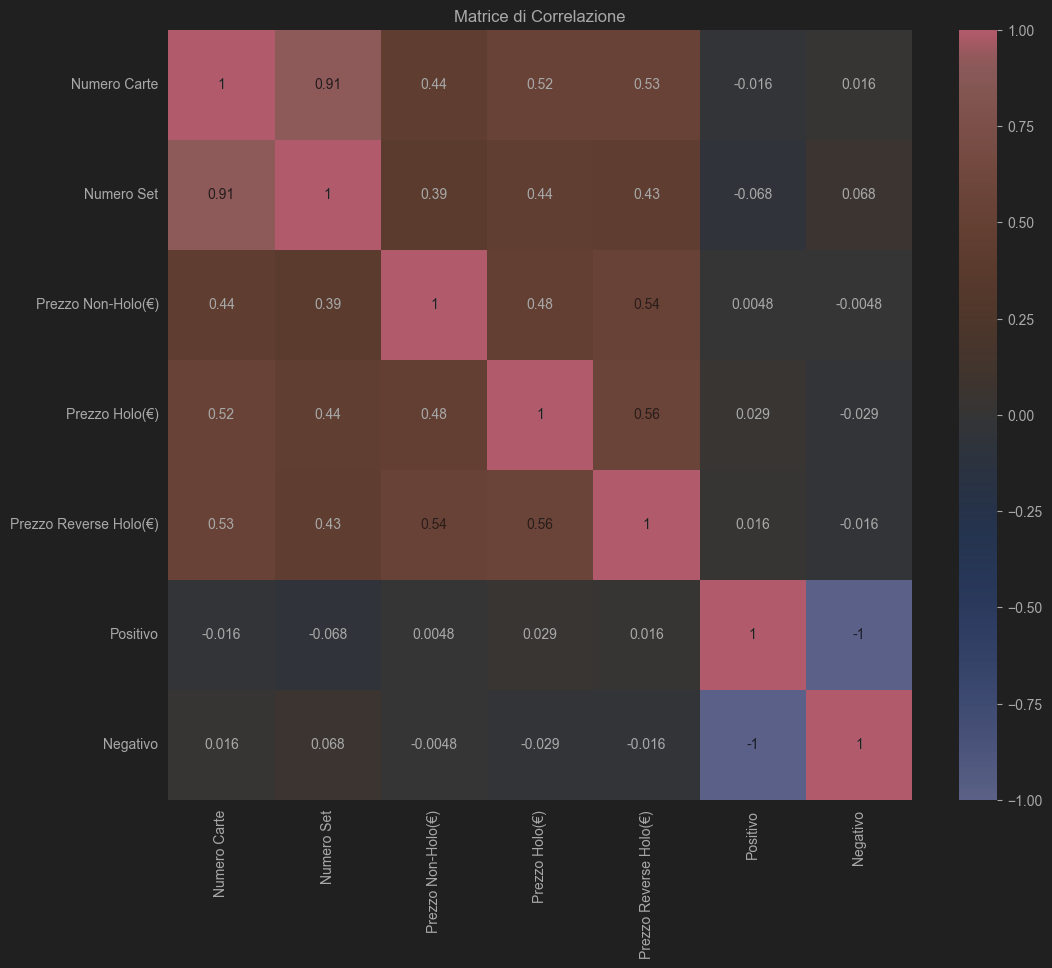 Matrice di Correlazione
Numero Carte 1 0.91 0.44 0.52 0.53 -0.016 0.016
Numero Set 0.91 1 0.39 0.44 0.43 -0.068 0.068
Prezzo Non-Holo(€) 0.44 0.39 1 0.48 0.54 0.0048 -0.0048
Prezzo Holo(€) 0.52 0.44 0.48 1 0.56 0.029 -0.029
Prezzo Reverse Holo(€) 0.53 0.43 0.54 0.56 1 0.016 -0.016
Positivo -0.016 -0.068 0.0048 0.029 0.016 1 -1
Negativo 0.016 0.068 -0.0048 -0.029 -0.016 -1 1
Numero Carte
Numero Set
Prezzo Non-Holo(€)
Prezzo Holo(€)
Prezzo Reverse Holo(€)
Positivo
Negativo
1.00
0.75
0.50
0.25
0.00
−0.25
−0.50
−0.75
−1.00